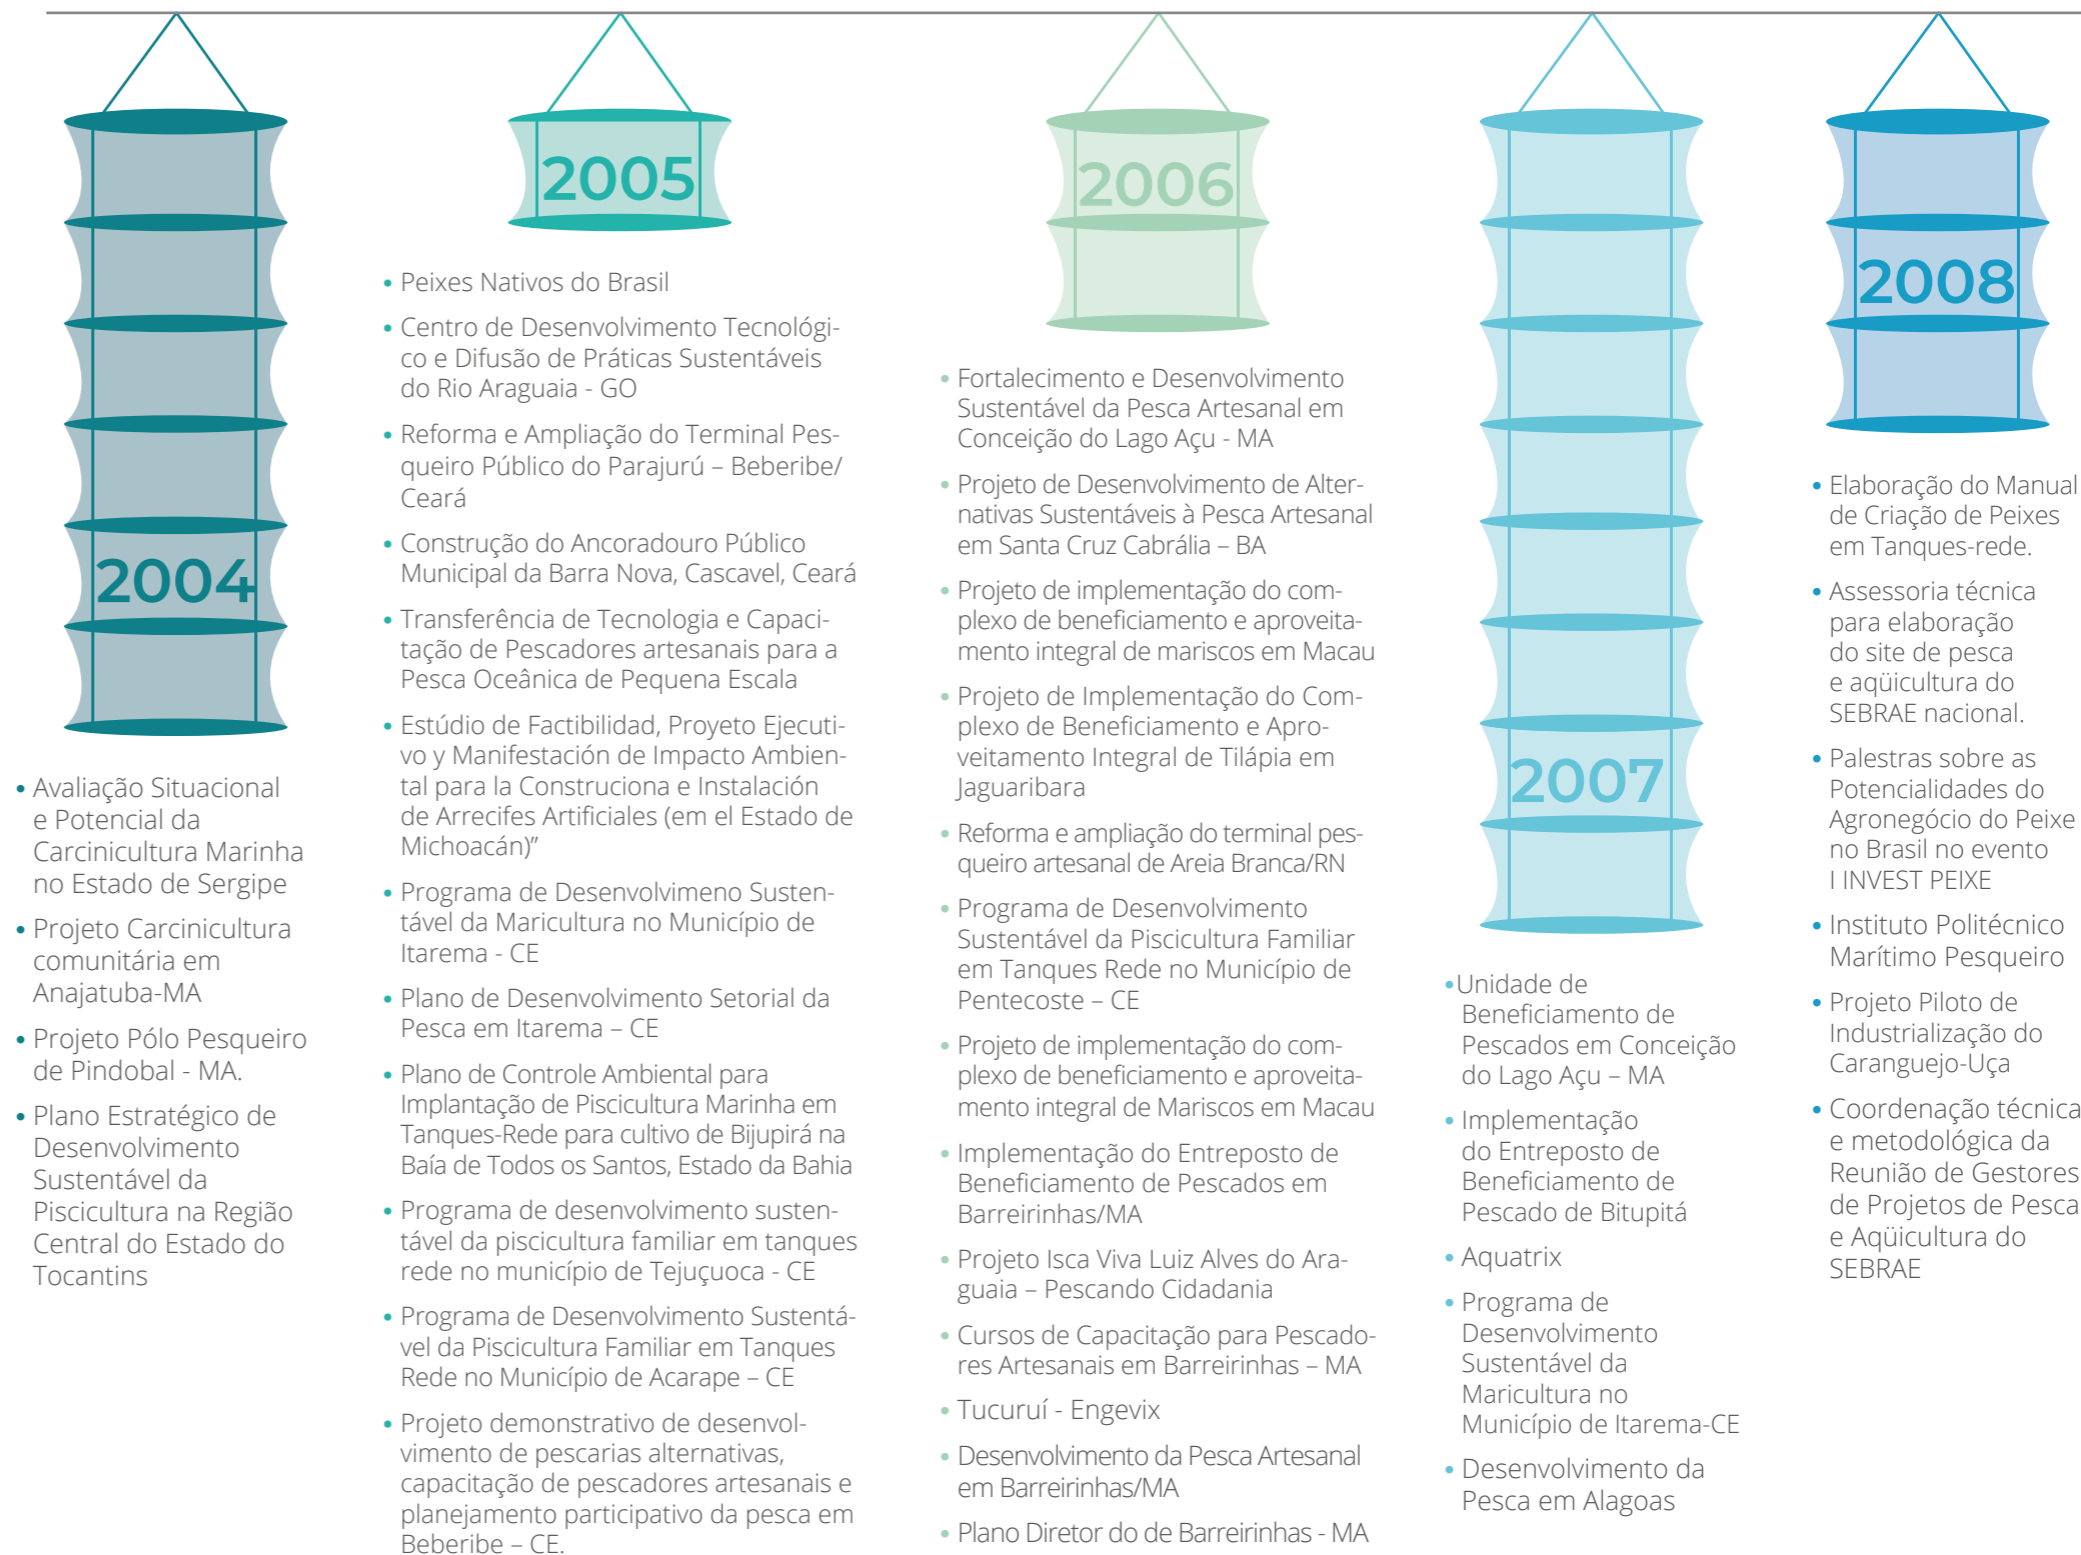 2004
• Avaliação Situacional
e Potencial da
Carcinicultura Marinha
no Estado de Sergipe
• Projeto Carcinicultura
comunitária em
Anajatuba-MA
• Projeto Pólo Pesqueiro
de Pindobal - MA.
• Plano Estratégico de
Desenvolvimento
Sustentável da
Piscicultura na Região
Central do Estado do
Tocantins
2005
• Peixes Nativos do Brasil
• Centro de Desenvolvimento Tecnológi-
co e Difusão de Práticas Sustentáveis
do Rio Araguaia - GO
• Reforma e Ampliação do Terminal Pes-
queiro Público do Parajurú – Beberibe/
Ceará
• Construção do Ancoradouro Público
Municipal da Barra Nova, Cascavel, Ceará
• Transferência de Tecnologia e Capaci-
tação de Pescadores artesanais para a
Pesca Oceânica de Pequena Escala
• Estúdio de Factibilidad, Proyeto Ejecuti-
vo y Manifestación de Impacto Ambien-
tal para la Construciona e Instalación
de Arrecifes Artificiales (em el Estado de
Michoacán)”
• Programa de Desenvolvimeno Susten-
tável da Maricultura no Município de
Itarema - CE
• Plano de Desenvolvimento Setorial da
Pesca em Itarema – CE
• Plano de Controle Ambiental para
Implantação de Piscicultura Marinha em
Tanques-Rede para cultivo de Bijupirá na
Baía de Todos os Santos, Estado da Bahia
• Programa de desenvolvimento susten-
tável da piscicultura familiar em tanques
rede no município de Tejuçuoca - CE
• Programa de Desenvolvimento Sustentá-
vel da Piscicultura Familiar em Tanques
Rede no Município de Acarape – CE
• Projeto demonstrativo de desenvol-
vimento de pescarias alternativas,
capacitação de pescadores artesanais e
planejamento participativo da pesca em
Beberibe – CE.
2006
• Fortalecimento e Desenvolvimento
Sustentável da Pesca Artesanal em
Conceição do Lago Açu - MA
• Projeto de Desenvolvimento de Alter-
nativas Sustentáveis à Pesca Artesanal
em Santa Cruz Cabrália – BA
• Projeto de implementação do com-
plexo de beneficiamento e aproveita-
mento integral de mariscos em Macau
• Projeto de Implementação do Com-
plexo de Beneficiamento e Apro-
veitamento Integral de Tilápia em
Jaguaribara
• Reforma e ampliação do terminal pes-
queiro artesanal de Areia Branca/RN
• Programa de Desenvolvimento
Sustentável da Piscicultura Familiar
em Tanques Rede no Município de
Pentecoste – CE
• Projeto de implementação do com-
plexo de beneficiamento e aproveita-
mento integral de Mariscos em Macau
• Implementação do Entreposto de
Beneficiamento de Pescados em
Barreirinhas/MA
• Projeto Isca Viva Luiz Alves do Ara-
guaia – Pescando Cidadania
• Cursos de Capacitação para Pescado-
res Artesanais em Barreirinhas – MA
• Tucuruí - Engevix
• Desenvolvimento da Pesca Artesanal
em Barreirinhas/MA
• Plano Diretor do de Barreirinhas - MA
2007
•Unidade de
Beneficiamento de
Pescados em Conceição
do Lago Açu – MA
• Implementação
do Entreposto de
Beneficiamento de
Pescado de Bitupitá
• Aquatrix
• Programa de
Desenvolvimento
Sustentável da
Maricultura no
Município de Itarema-CE
• Desenvolvimento da
Pesca em Alagoas
2008
• Elaboração do Manual
de Criação de Peixes
em Tanques-rede.
• Assessoria técnica
para elaboração
do site de pesca
e aqüicultura do
SEBRAE nacional.
• Palestras sobre as
Potencialidades do
Agronegócio do Peixe
no Brasil no evento
I INVEST PEIXE
• Instituto Politécnico
Marítimo Pesqueiro
• Projeto Piloto de
Industrialização do
Caranguejo-Uça
• Coordenação técnica
e metodológica da
Reunião de Gestores
de Projetos de Pesca
e Aqüicultura do
SEBRAE